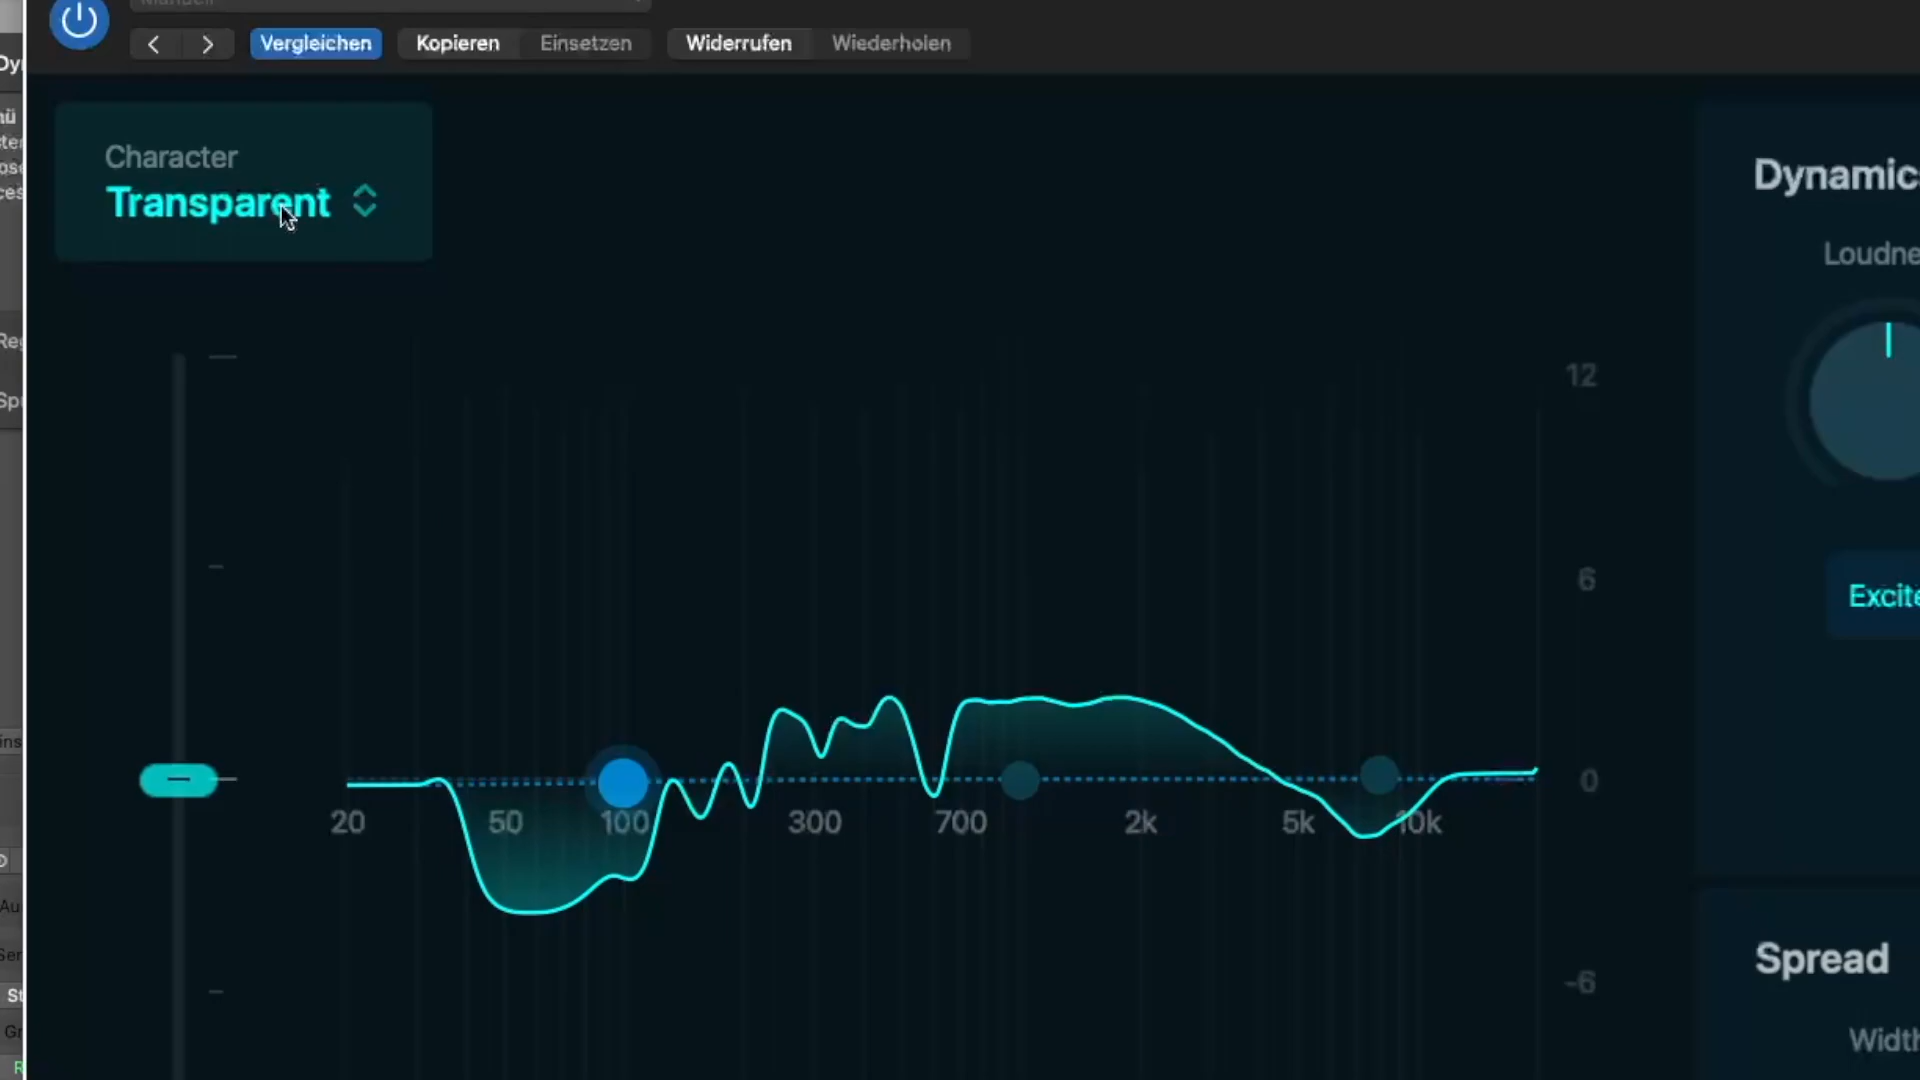 Vergleichen Kopieren Einsetzen Widerrufen Wiederholen
Character
Transparent
Dynamic
Loudne
12
6
Excite
0
20 50 100 300 700 2k 5k 10k
Spread
-6
Width